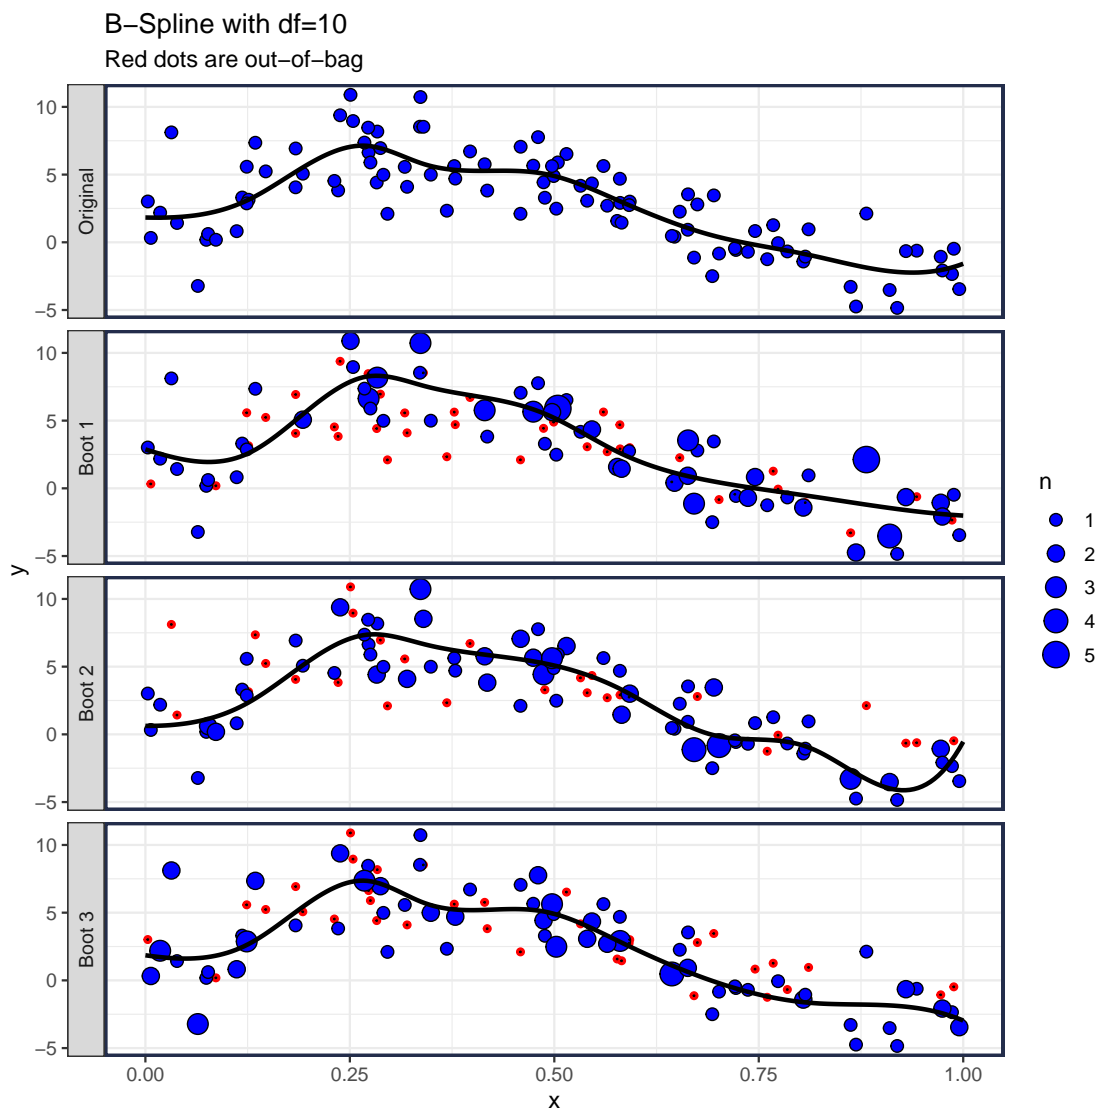 B−Spline with df=10
Red dots are out−of−bag
y
Original
10
5
0
−5
Boot 1
10
5
0
−5
Boot 2
10
5
0
−5
Boot 3
10
5
0
−5
0.00 0.25 0.50 0.75 1.00
x
n
1
2
3
4
5